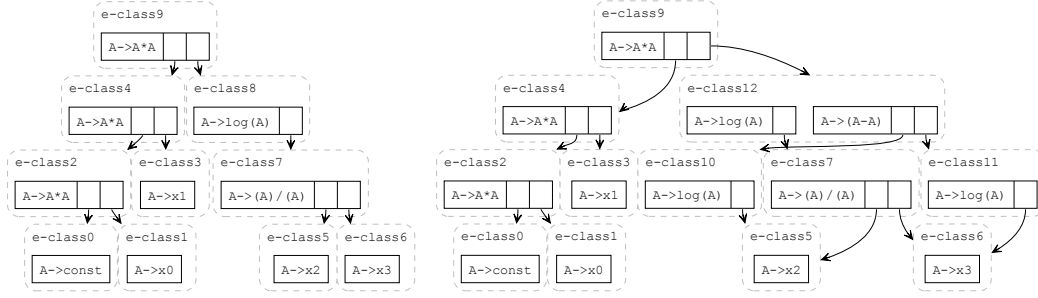 e-class9
A->A*A
e-class4
e-class8
A->A*A
A->log(A)
e-class2
e-class3
e-class7
A->A*A
A->x1
A->(A)/(A)
e-class0
e-class1
e-class5
e-class6
A->const
A->x0
A->x2
A->x3
e-class9
A->A*A
e-class4
e-class12
A->A*A
A->log(A)
A->(A-A)
e-class2
e-class3
e-class10
e-class7
e-class11
A->A*A
A->x1
A->log(A)
A->(A)/(A)
A->log(A)
e-class0
e-class1
e-class5
e-class6
A->const
A->x0
A->x2
A->x3